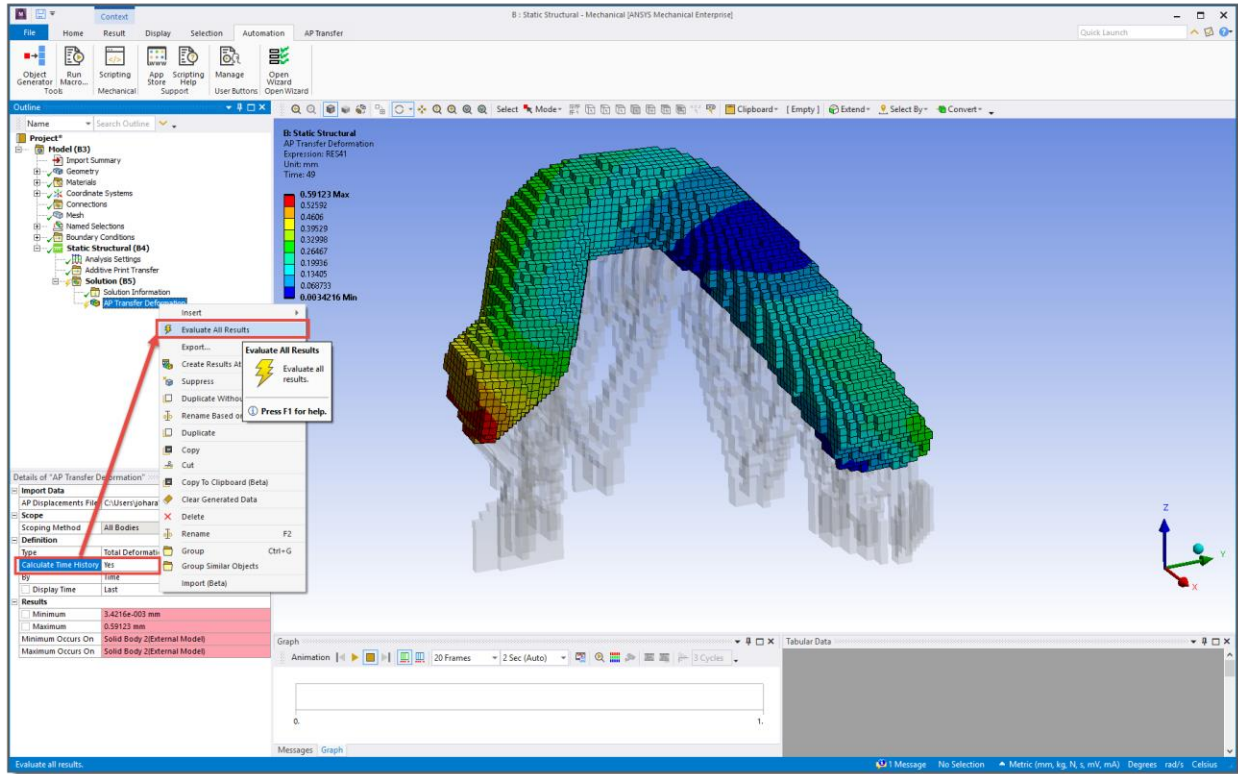 Context
B : Static Structural - Mechanical [ANSYS Mechanical Enterprise]
File Home Result Display Selection Automation AP Transfer
Quick Launch
Object Generator
Run Macro...
Tools
Scripting
Mechanical
App Store
Scripting Help
Support
Manage
User Buttons
Open Wizard
Open Wizard
Outline
Name Search Outline
Select Mode Clipboard [ Empty ] Extend Select By Convert
Project*
Model (B3)
Import Summary
Geometry
Materials
Coordinate Systems
Connections
Mesh
Named Selections
Boundary Conditions
Static Structural (B4)
Analysis Settings
Additive Print Transfer
Solution (B5)
Solution Information
AP Transfer Deformation
B: Static Structural
AP Transfer Deformation
Expression: RES41
Unit: mm
Time: 49
0.59123 Max
0.52592
0.4606
0.39529
0.32998
0.26467
0.19936
0.13405
0.068733
0.0034216 Min
Insert
Evaluate All Results
Export...
Create Results At
Suppress
Duplicate Withou
Rename Based o
Duplicate
Copy
Cut
Copy To Clipboard (Beta)
Clear Generated Data
Delete
Rename F2
Group Ctrl+G
Group Similar Objects
Import (Beta)
Evaluate All Results
Evaluate all results.
Press F1 for help.
Details of "AP Transfer Deformation"
Import Data
AP Displacements File C:\Users\johara
Scope
Scoping Method All Bodies
Definition
Type Total Deformati
Calculate Time History Yes
By Time
Display Time Last
Results
Minimum 3.4216e-003 mm
Maximum 0.59123 mm
Minimum Occurs On Solid Body 2(External Model)
Maximum Occurs On Solid Body 2(External Model)
Z
Y
X
Graph
Animation 20 Frames 2 Sec (Auto) 3 Cycles
0. 1.
Messages Graph
Tabular Data
Evaluate all results.
1 Message No Selection Metric (mm, kg, N, s, mV, mA) Degrees rad/s Celsius